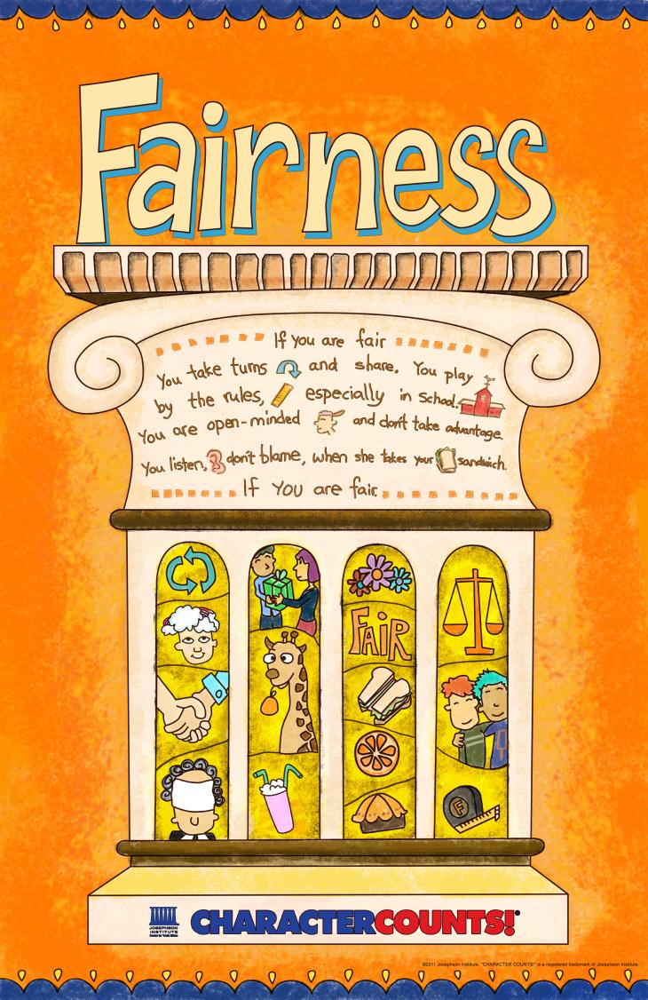 Fairness
If you are fair
You take turns and share. You play
by the rules, especially in school.
You are open-minded and don't take advantage.
You listen, don't blame, when she takes your sandwich.
If you are fair.
FAIR
F
JOSEPHSON
INSTITUTE
Center for Youth Ethics
CHARACTERCOUNTS!®
©2011 Josephson Institute. "CHARACTER COUNTS!" is a registered trademark of Josephson Institute.